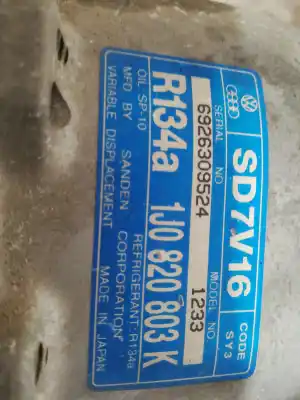 SD7V16
CODE
SY3
SERIAL NO
MODEL NO.
6926309524
1233
R134a
1J0 820 803 K
OIL SP-10
REFRIGERANT: R134a
MFD BY SANDEN CORPORATION
VARIABLE DISPLACEMENT
MADE IN JAPAN